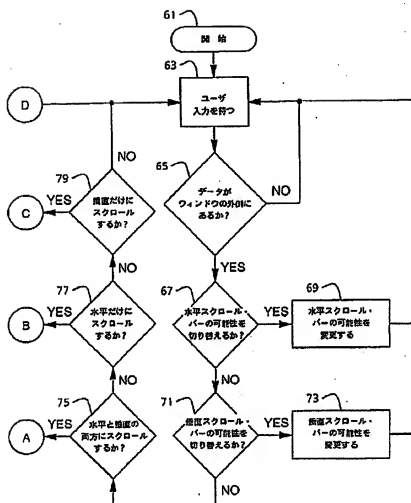 61
開始
63
D
ユーザ
入力を待つ
NO
79
65
垂直だけに
スクロール
するか?
YES
C
データが
ウィンドウの外側に
あるか?
NO
NO
YES
77
67
69
水平だけに
スクロール
するか?
YES
B
水平スクロール・
バーの可能性を
切り替えるか?
YES
水平スクロール・
バーの可能性を
変更する
NO
NO
75
71
73
水平と垂直の
両方にスクロール
するか?
YES
A
垂直スクロール・
バーの可能性を
切り替えるか?
YES
垂直スクロール・
バーの可能性を
変更する
NO